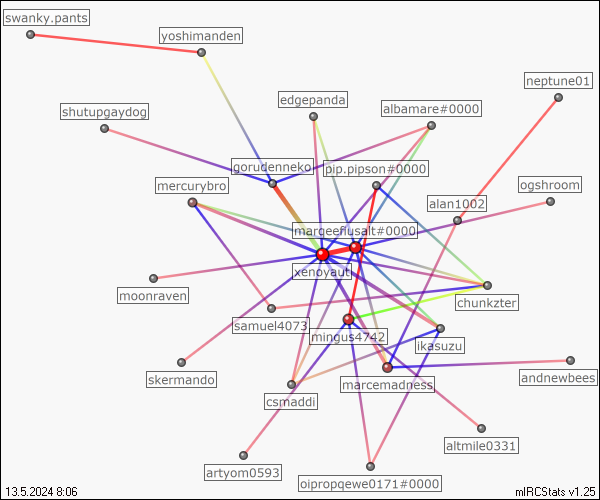 swanky.pants
yoshimanden
neptune01
edgepanda
albamare#0000
shutupgaydog
gorudenneko
pip.pipson#0000
mercurybro
ogshroom
alan1002
margeeflusalt#0000
xenoyaut
moonraven
chunkzter
samuel4073
mingus4742
ikasuzu
skermando
marcemadness
andnewbees
csmaddi
altmile0331
artyom0593
oipropqewe0171#0000
13.5.2024 8:06
mIRCStats v1.25